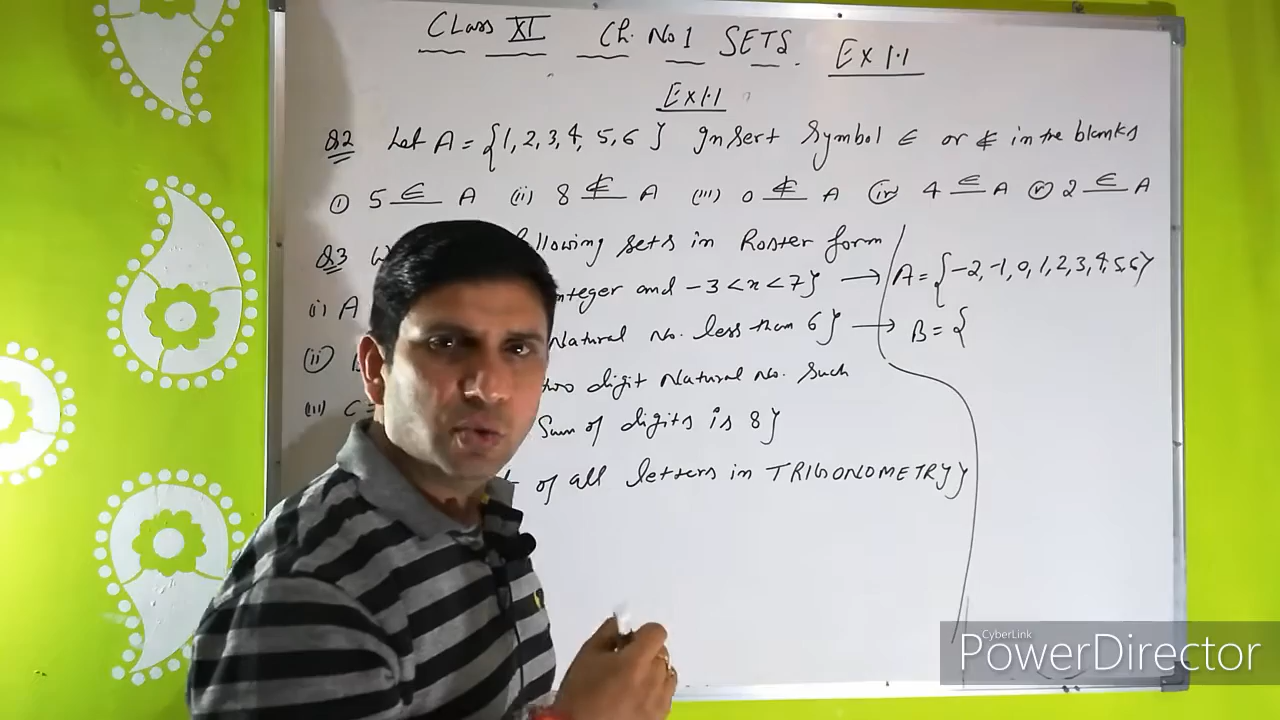 Class XI Ch. No 1 SETS. Ex 1.1
Ex 1.1
Q2 Let A = {1, 2, 3, 4, 5, 6} Insert Symbol ∈ or ∉ in the blanks
(i) 5 ∈ A (ii) 8 ∉ A (iii) 0 ∉ A (iv) 4 ∈ A (v) 2 ∈ A
Q3 W ollowing sets in Roster form
(i) A nteger and -3 < x < 7} → A = {-2, -1, 0, 1, 2, 3, 4, 5, 6}
(ii) Natural No. less than 6} → B = {
(iii) C = two digit Natural No. Such
Sum of digits is 8}
of all letters in TRIGONOMETRY}
CyberLink
PowerDirector